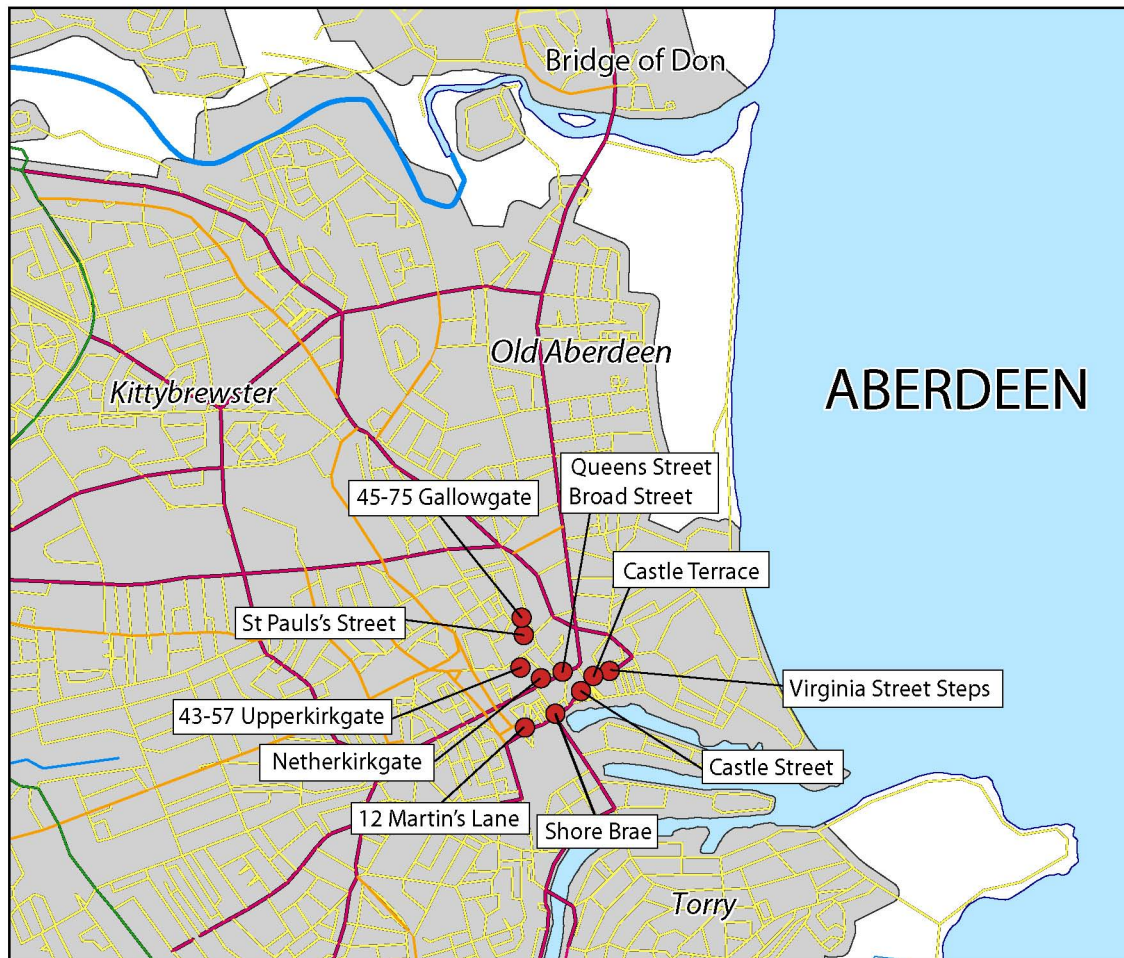 Bridge of Don
Old Aberdeen
Kittybrewster
ABERDEEN
Queens Street
Broad Street
45-75 Gallowgate
Castle Terrace
St Pauls's Street
Virginia Street Steps
43-57 Upperkirkgate
Netherkirkgate
Castle Street
12 Martin's Lane
Shore Brae
Torry